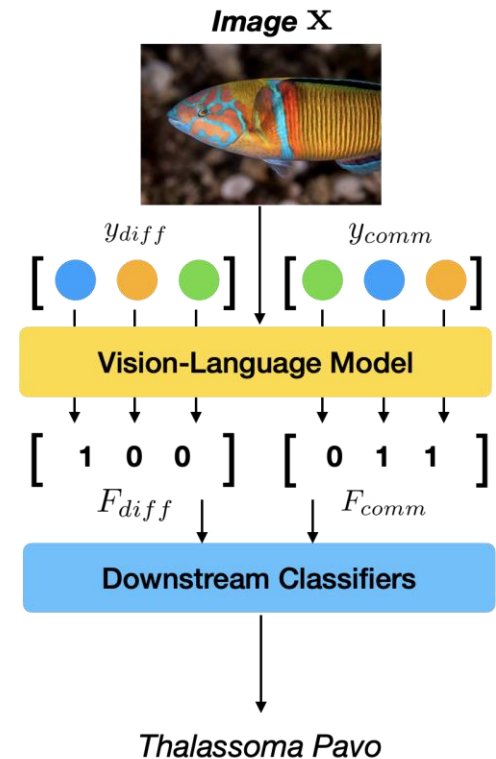 Image X
y_diff y_comm
[ ] [ ]
Vision-Language Model
[ 1 0 0 ] [ 0 1 1 ]
F_diff F_comm
Downstream Classifiers
Thalassoma Pavo